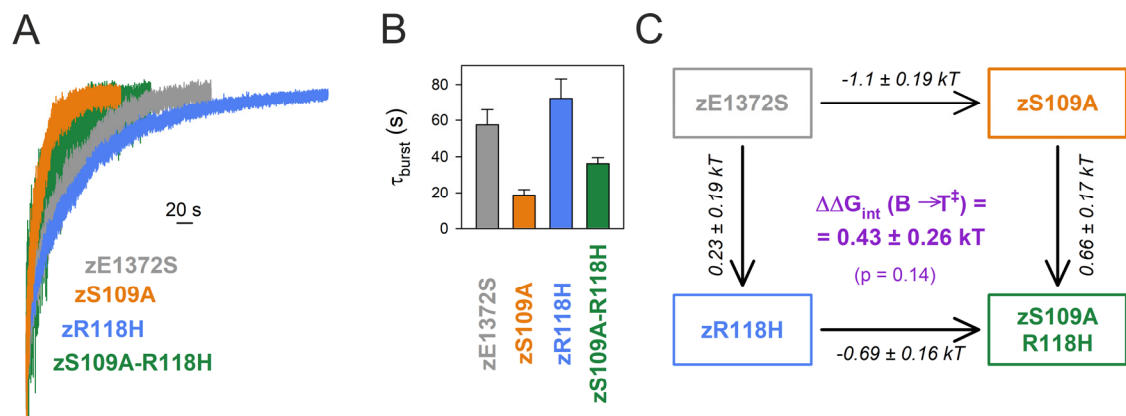 A
20 s
zE1372S
zS109A
zR118H
zS109A-R118H
B
τburst (s)
80
60
40
20
0
zE1372S
zS109A
zR118H
zS109A-R118H
C
zE1372S
-1.1 ± 0.19 kT
zS109A
0.23 ± 0.19 kT
ΔΔGint (B →T‡) =
= 0.43 ± 0.26 kT
(p = 0.14)
0.66 ± 0.17 kT
zR118H
-0.69 ± 0.16 kT
zS109A
R118H